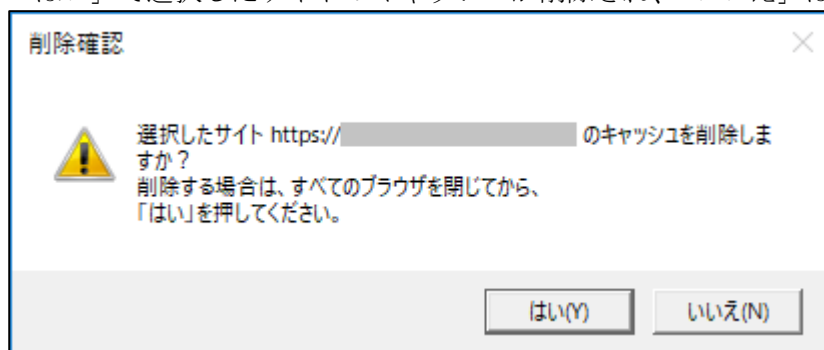 削除確認
選択したサイト https:// のキャッシュを削除しま
すか？
削除する場合は、すべてのブラウザを閉じてから、
「はい」を押してください。
はい(Y) いいえ(N)